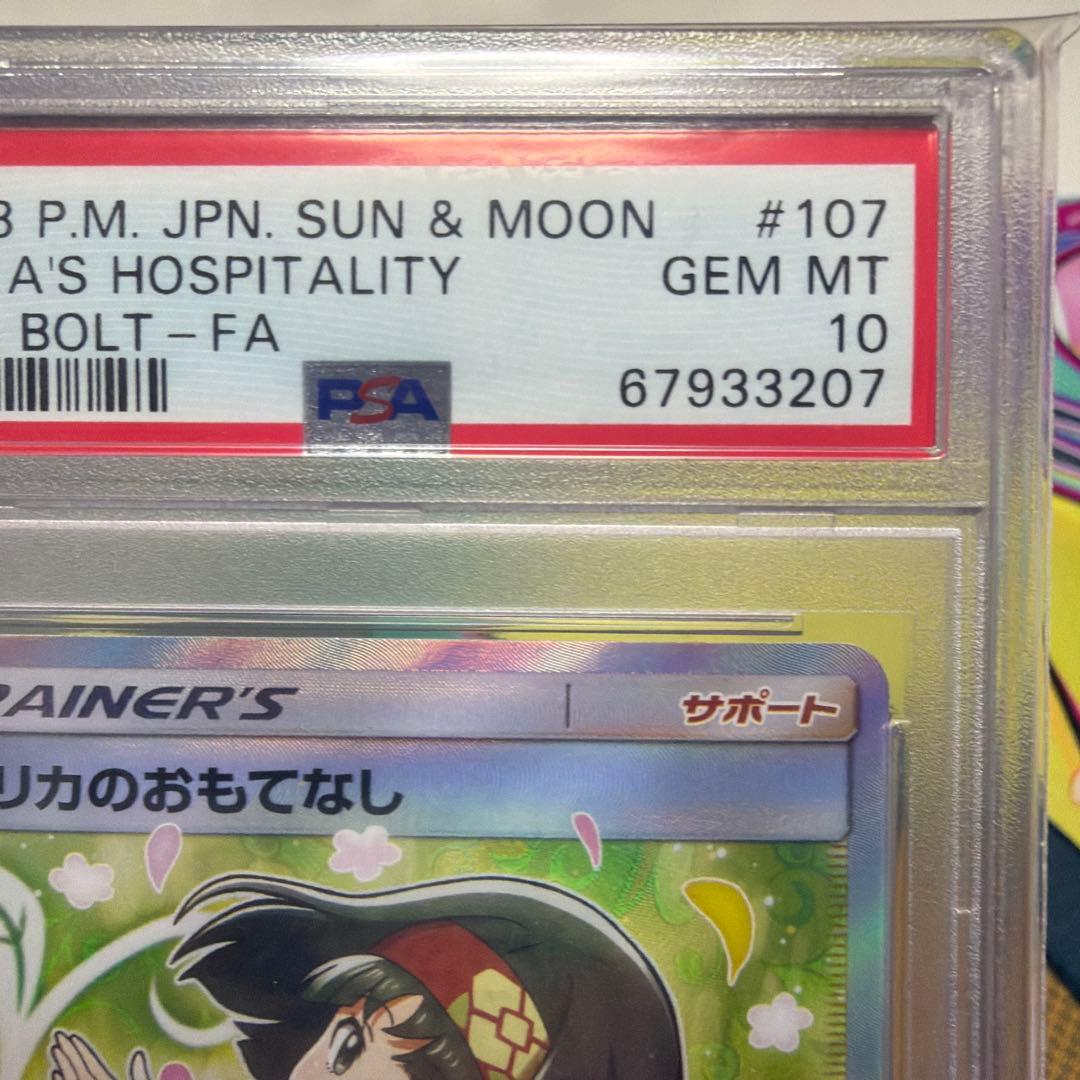 8 P.M. JPN. SUN & MOON #107
A'S HOSPITALITY GEM MT
BOLT-FA 10
PSA 67933207
RAINER'S サポート
リカのおもてなし